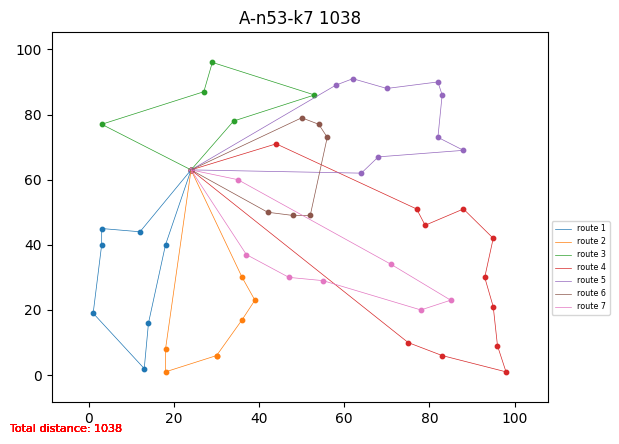 A-n53-k7 1038
100
80
60
40
20
0
0 20 40 60 80 100
route 1
route 2
route 3
route 4
route 5
route 6
route 7
Total distance: 1038